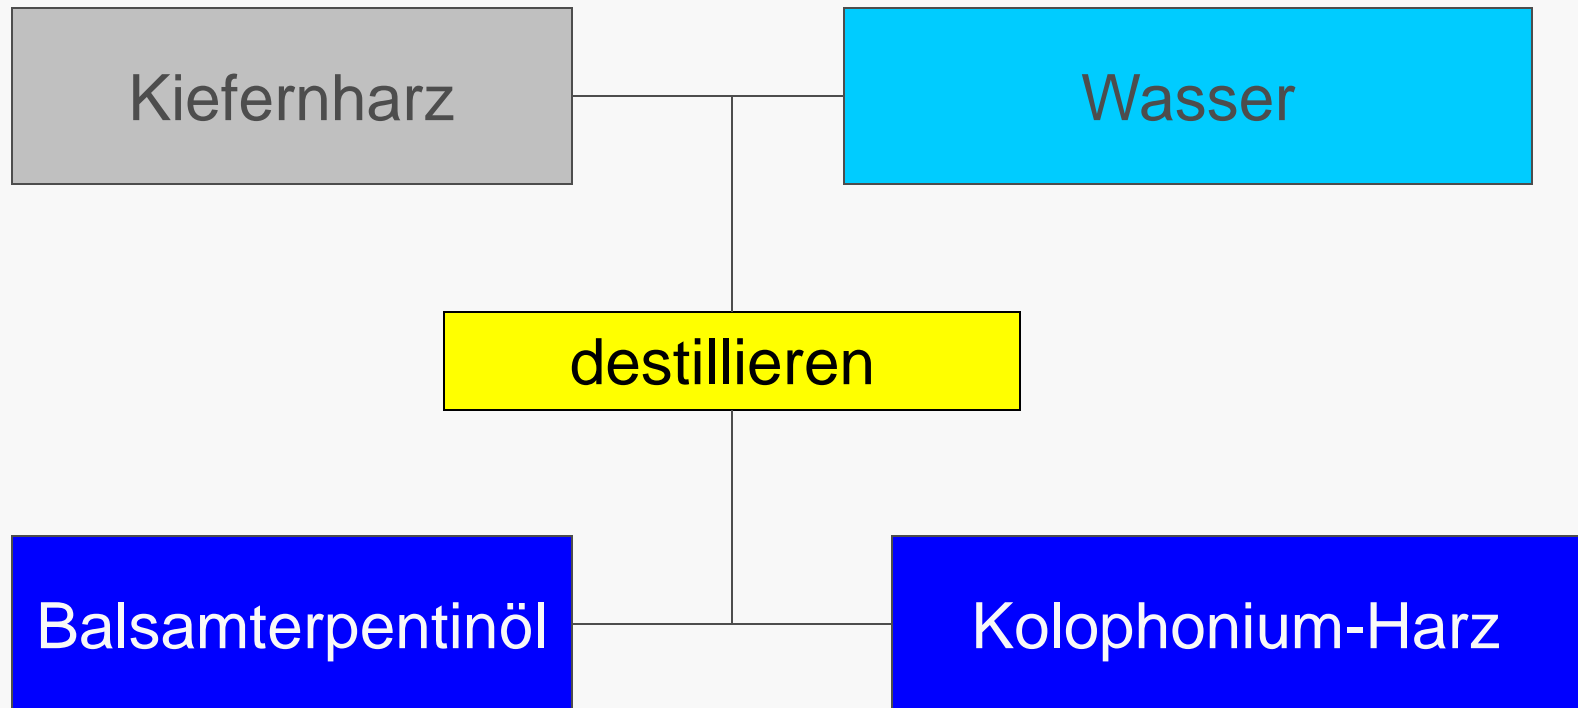 Kiefernharz
Wasser
destillieren
Balsamterpentinöl
Kolophonium-Harz